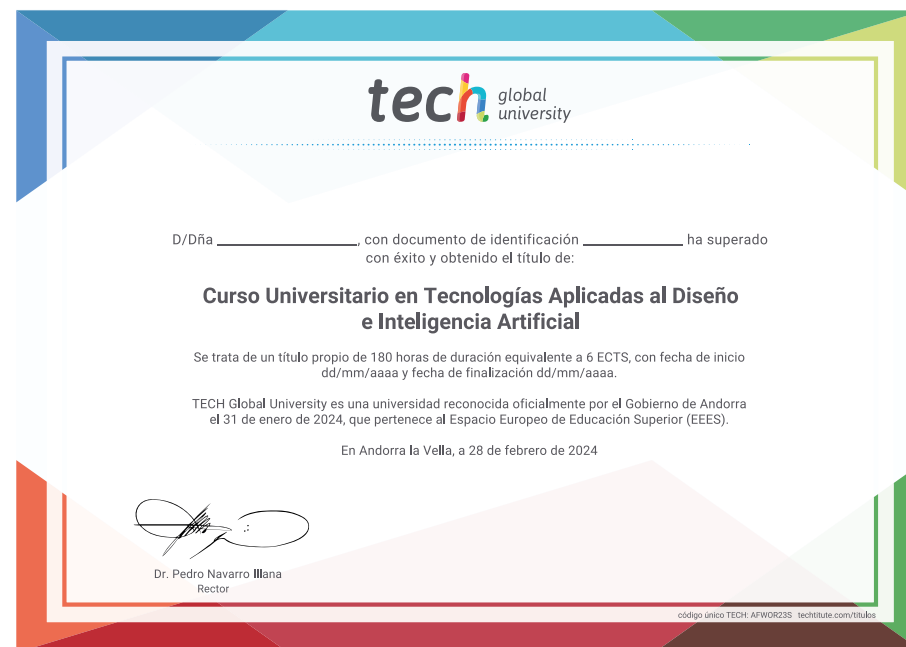 tech global university
D/Dña ____________________, con documento de identificación ______________ ha superado
con éxito y obtenido el título de:
Curso Universitario en Tecnologías Aplicadas al Diseño
e Inteligencia Artificial
Se trata de un título propio de 180 horas de duración equivalente a 6 ECTS, con fecha de inicio
dd/mm/aaaa y fecha de finalización dd/mm/aaaa.
TECH Global University es una universidad reconocida oficialmente por el Gobierno de Andorra
el 31 de enero de 2024, que pertenece al Espacio Europeo de Educación Superior (EEES).
En Andorra la Vella, a 28 de febrero de 2024
Dr. Pedro Navarro Illana
Rector
código único TECH: AFWOR23S techtitute.com/titulos